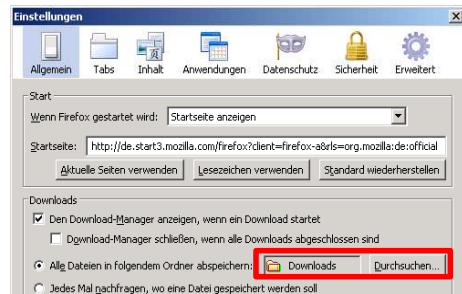 Einstellungen
Allgemein Tabs Inhalt Anwendungen Datenschutz Sicherheit Erweitert
Start
Wenn Firefox gestartet wird: Startseite anzeigen
Startseite: http://de.start3.mozilla.com/firefox?client=firefox-a&rls=org.mozilla:de:official
Aktuelle Seiten verwenden Lesezeichen verwenden Standard wiederherstellen
Downloads
Den Download-Manager anzeigen, wenn ein Download startet
Download-Manager schließen, wenn alle Downloads abgeschlossen sind
Alle Dateien in folgendem Ordner abspeichern: Downloads Durchsuchen...
Jedes Mal nachfragen, wo eine Datei gespeichert werden soll